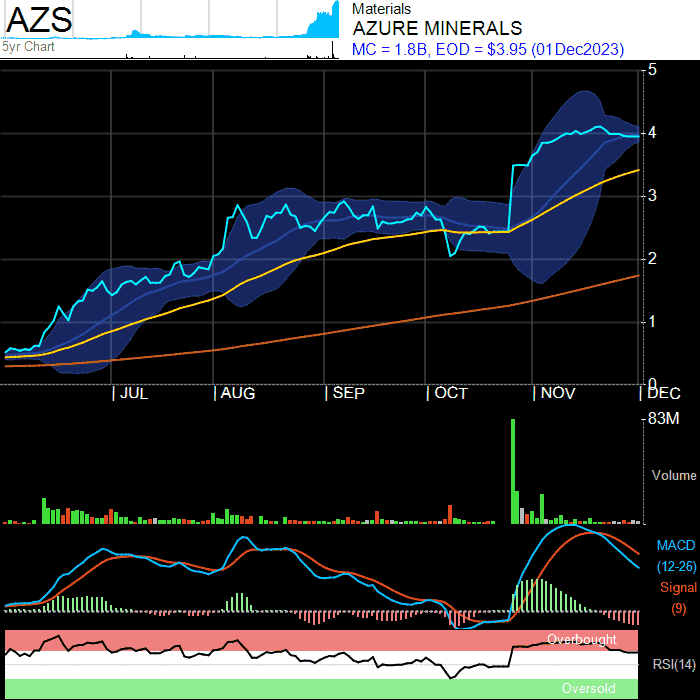 AZS
5yr Chart
Materials
AZURE MINERALS
MC = 1.8B, EOD = $3.95 (01Dec2023)
5
4
3
2
1
0
| JUL
| AUG
| SEP
| OCT
| NOV
| DEC
83M
Volume
MACD
(12-26)
Signal
(9)
Overbought
RSI(14)
Oversold